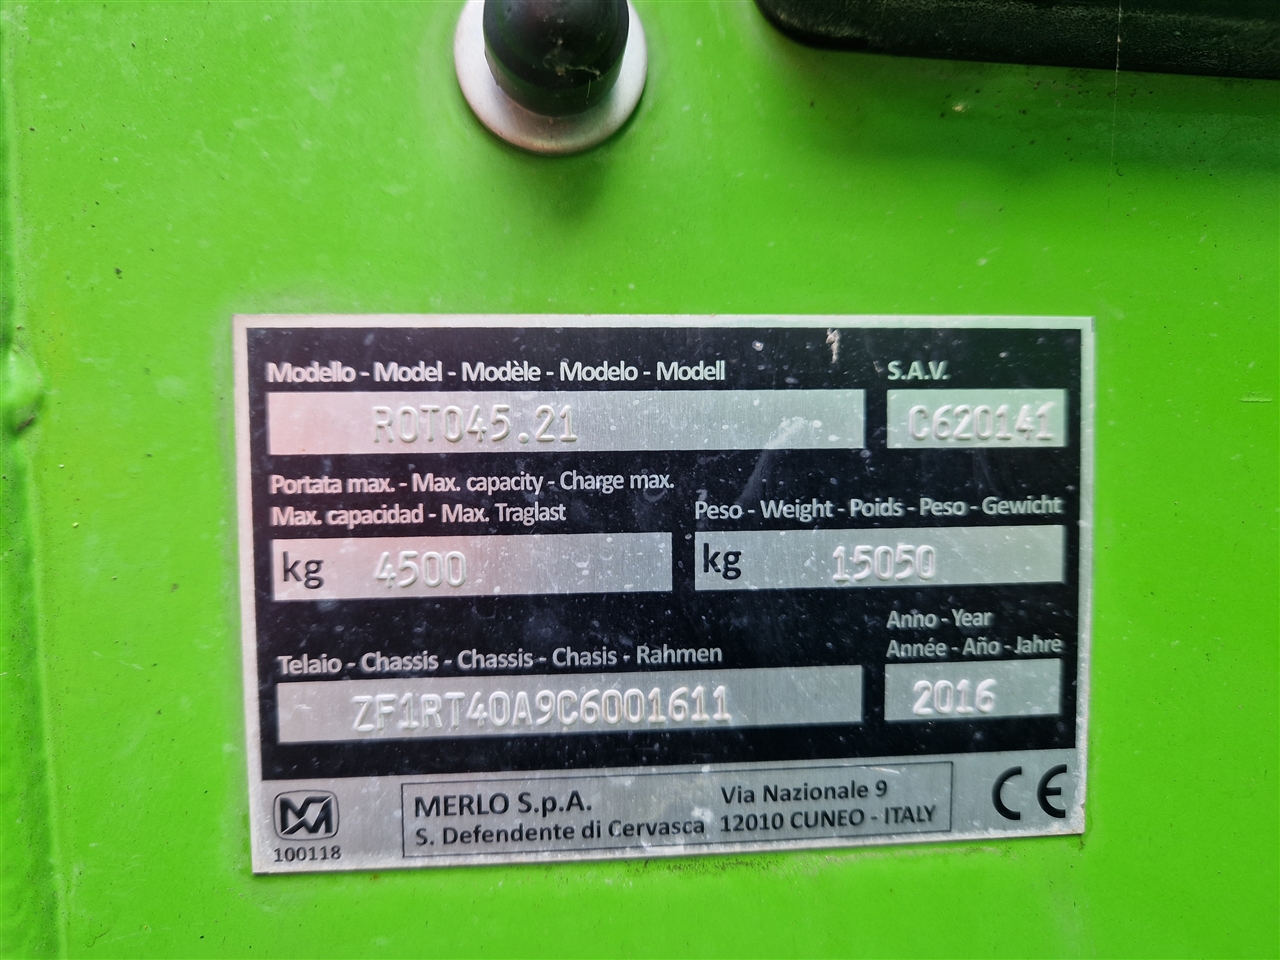 Modello - Model - Modèle - Modelo - Modell
S.A.V.
ROTO45.21
C620141
Portata max. - Max. capacity - Charge max.
Max. capacidad - Max. Traglast
Peso - Weight - Poids - Peso - Gewicht
kg 4500
kg 15050
Telaio - Chassis - Chassis - Chasis - Rahmen
Anno - Year
Année - Año - Jahre
ZF1RT40A9C6001611
2016
MERLO S.p.A.
S. Defendente di Cervasca
Via Nazionale 9
12010 CUNEO - ITALY
CE
100118